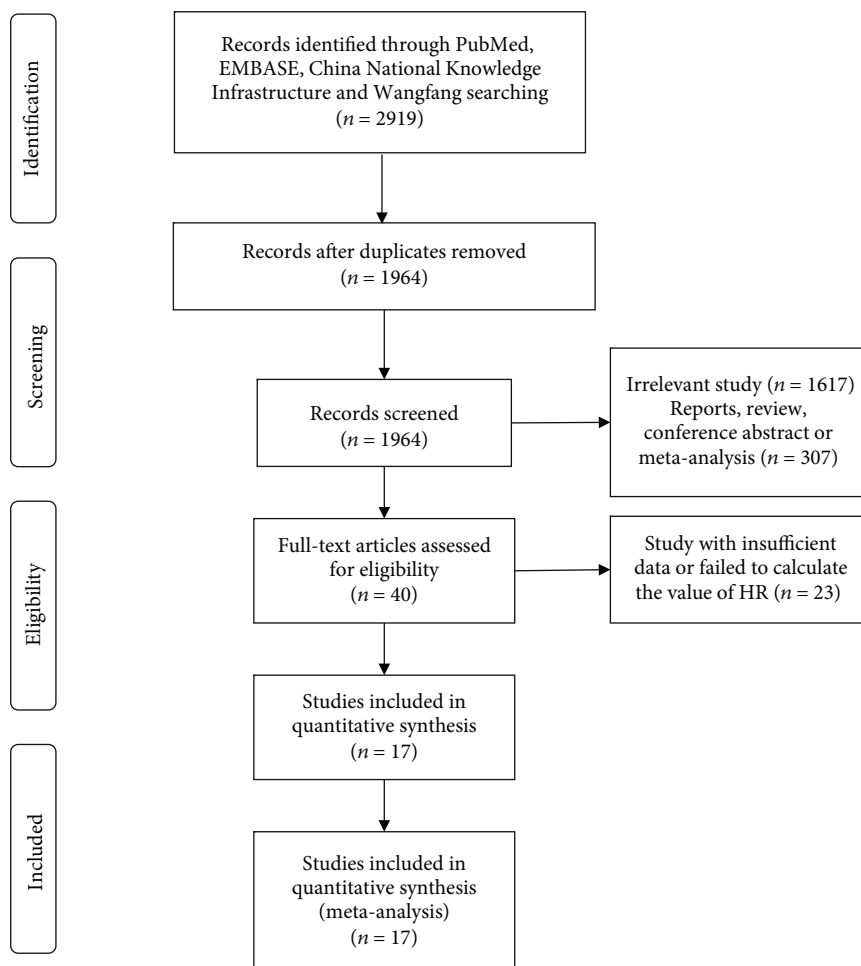 Identification
Records identified through PubMed,
EMBASE, China National Knowledge
Infrastructure and Wangfang searching
(n = 2919)
Records after duplicates removed
(n = 1964)
Screening
Records screened
(n = 1964)
Irrelevant study (n = 1617)
Reports, review,
conference abstract or
meta-analysis (n = 307)
Eligibility
Full-text articles assessed
for eligibility
(n = 40)
Study with insufficient
data or failed to calculate
the value of HR (n = 23)
Studies included in
quantitative synthesis
(n = 17)
Included
Studies included in
quantitative synthesis
(meta-analysis)
(n = 17)